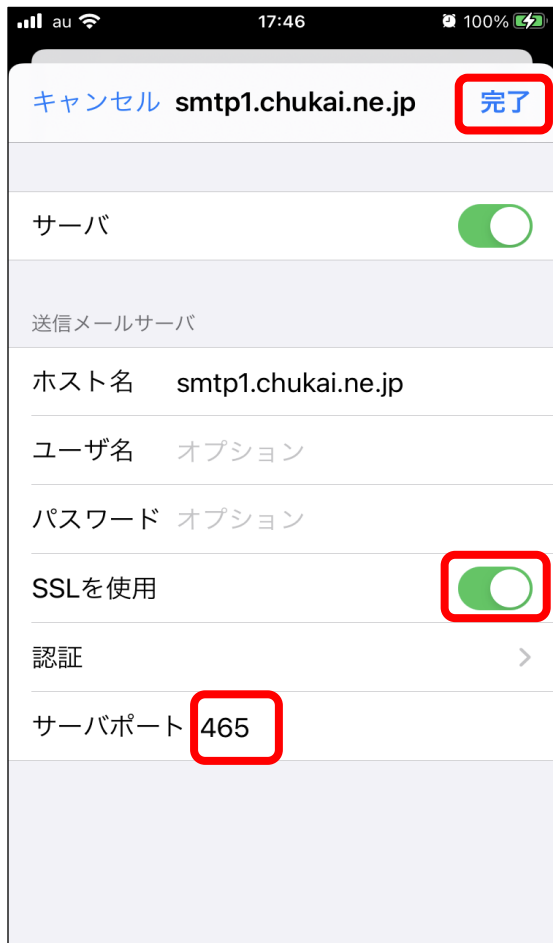 au 17:46 100%
キャンセル smtp1.chukai.ne.jp 完了
サーバ
送信メールサーバ
ホスト名 smtp1.chukai.ne.jp
ユーザ名 オプション
パスワード オプション
SSLを使用
認証
サーバポート 465